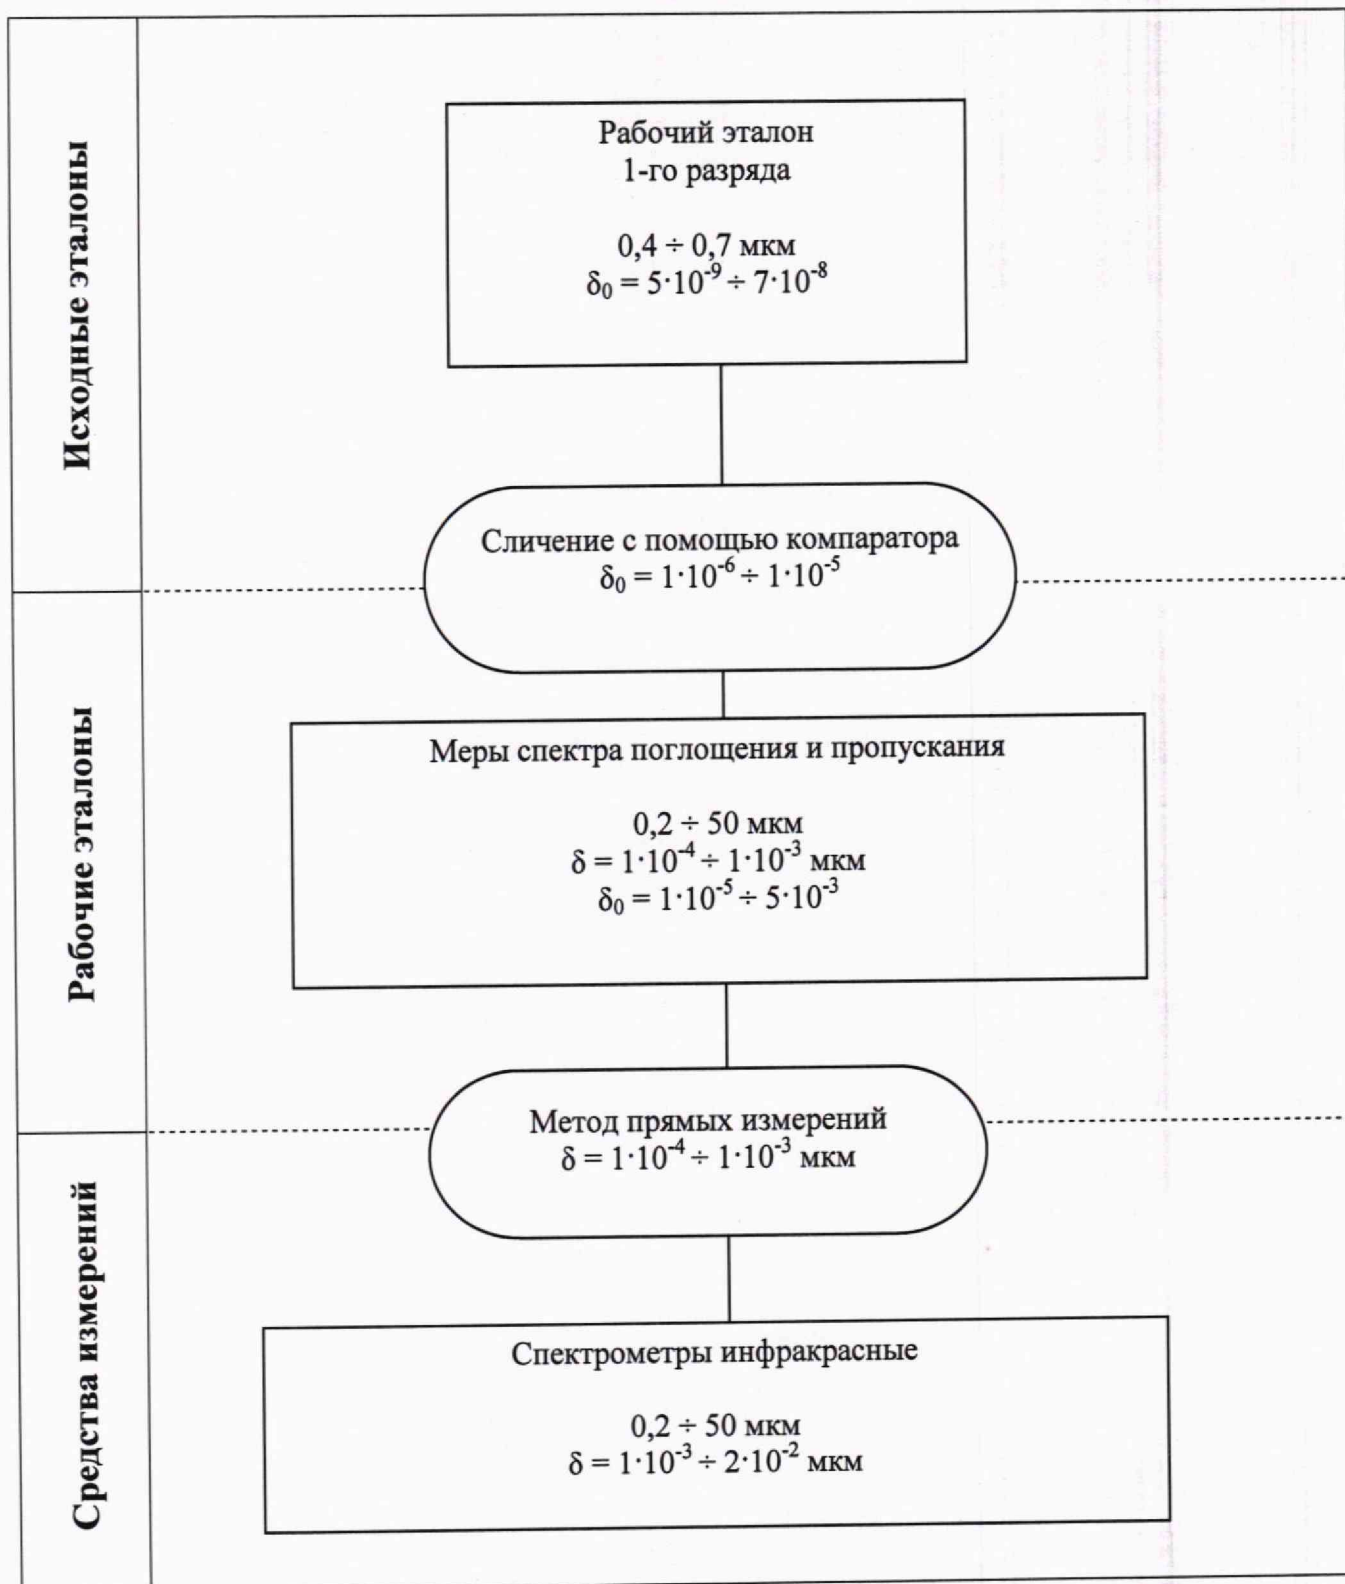 Исходные эталоны
Рабочий эталон
1-го разряда
0,4 ÷ 0,7 мкм
δ₀ = 5·10⁻⁹ ÷ 7·10⁻⁸
Сличение с помощью компаратора
δ₀ = 1·10⁻⁶ ÷ 1·10⁻⁵
Рабочие эталоны
Меры спектра поглощения и пропускания
0,2 ÷ 50 мкм
δ = 1·10⁻⁴ ÷ 1·10⁻³ мкм
δ₀ = 1·10⁻⁵ ÷ 5·10⁻³
Метод прямых измерений
δ = 1·10⁻⁴ ÷ 1·10⁻³ мкм
Средства измерений
Спектрометры инфракрасные
0,2 ÷ 50 мкм
δ = 1·10⁻³ ÷ 2·10⁻² мкм